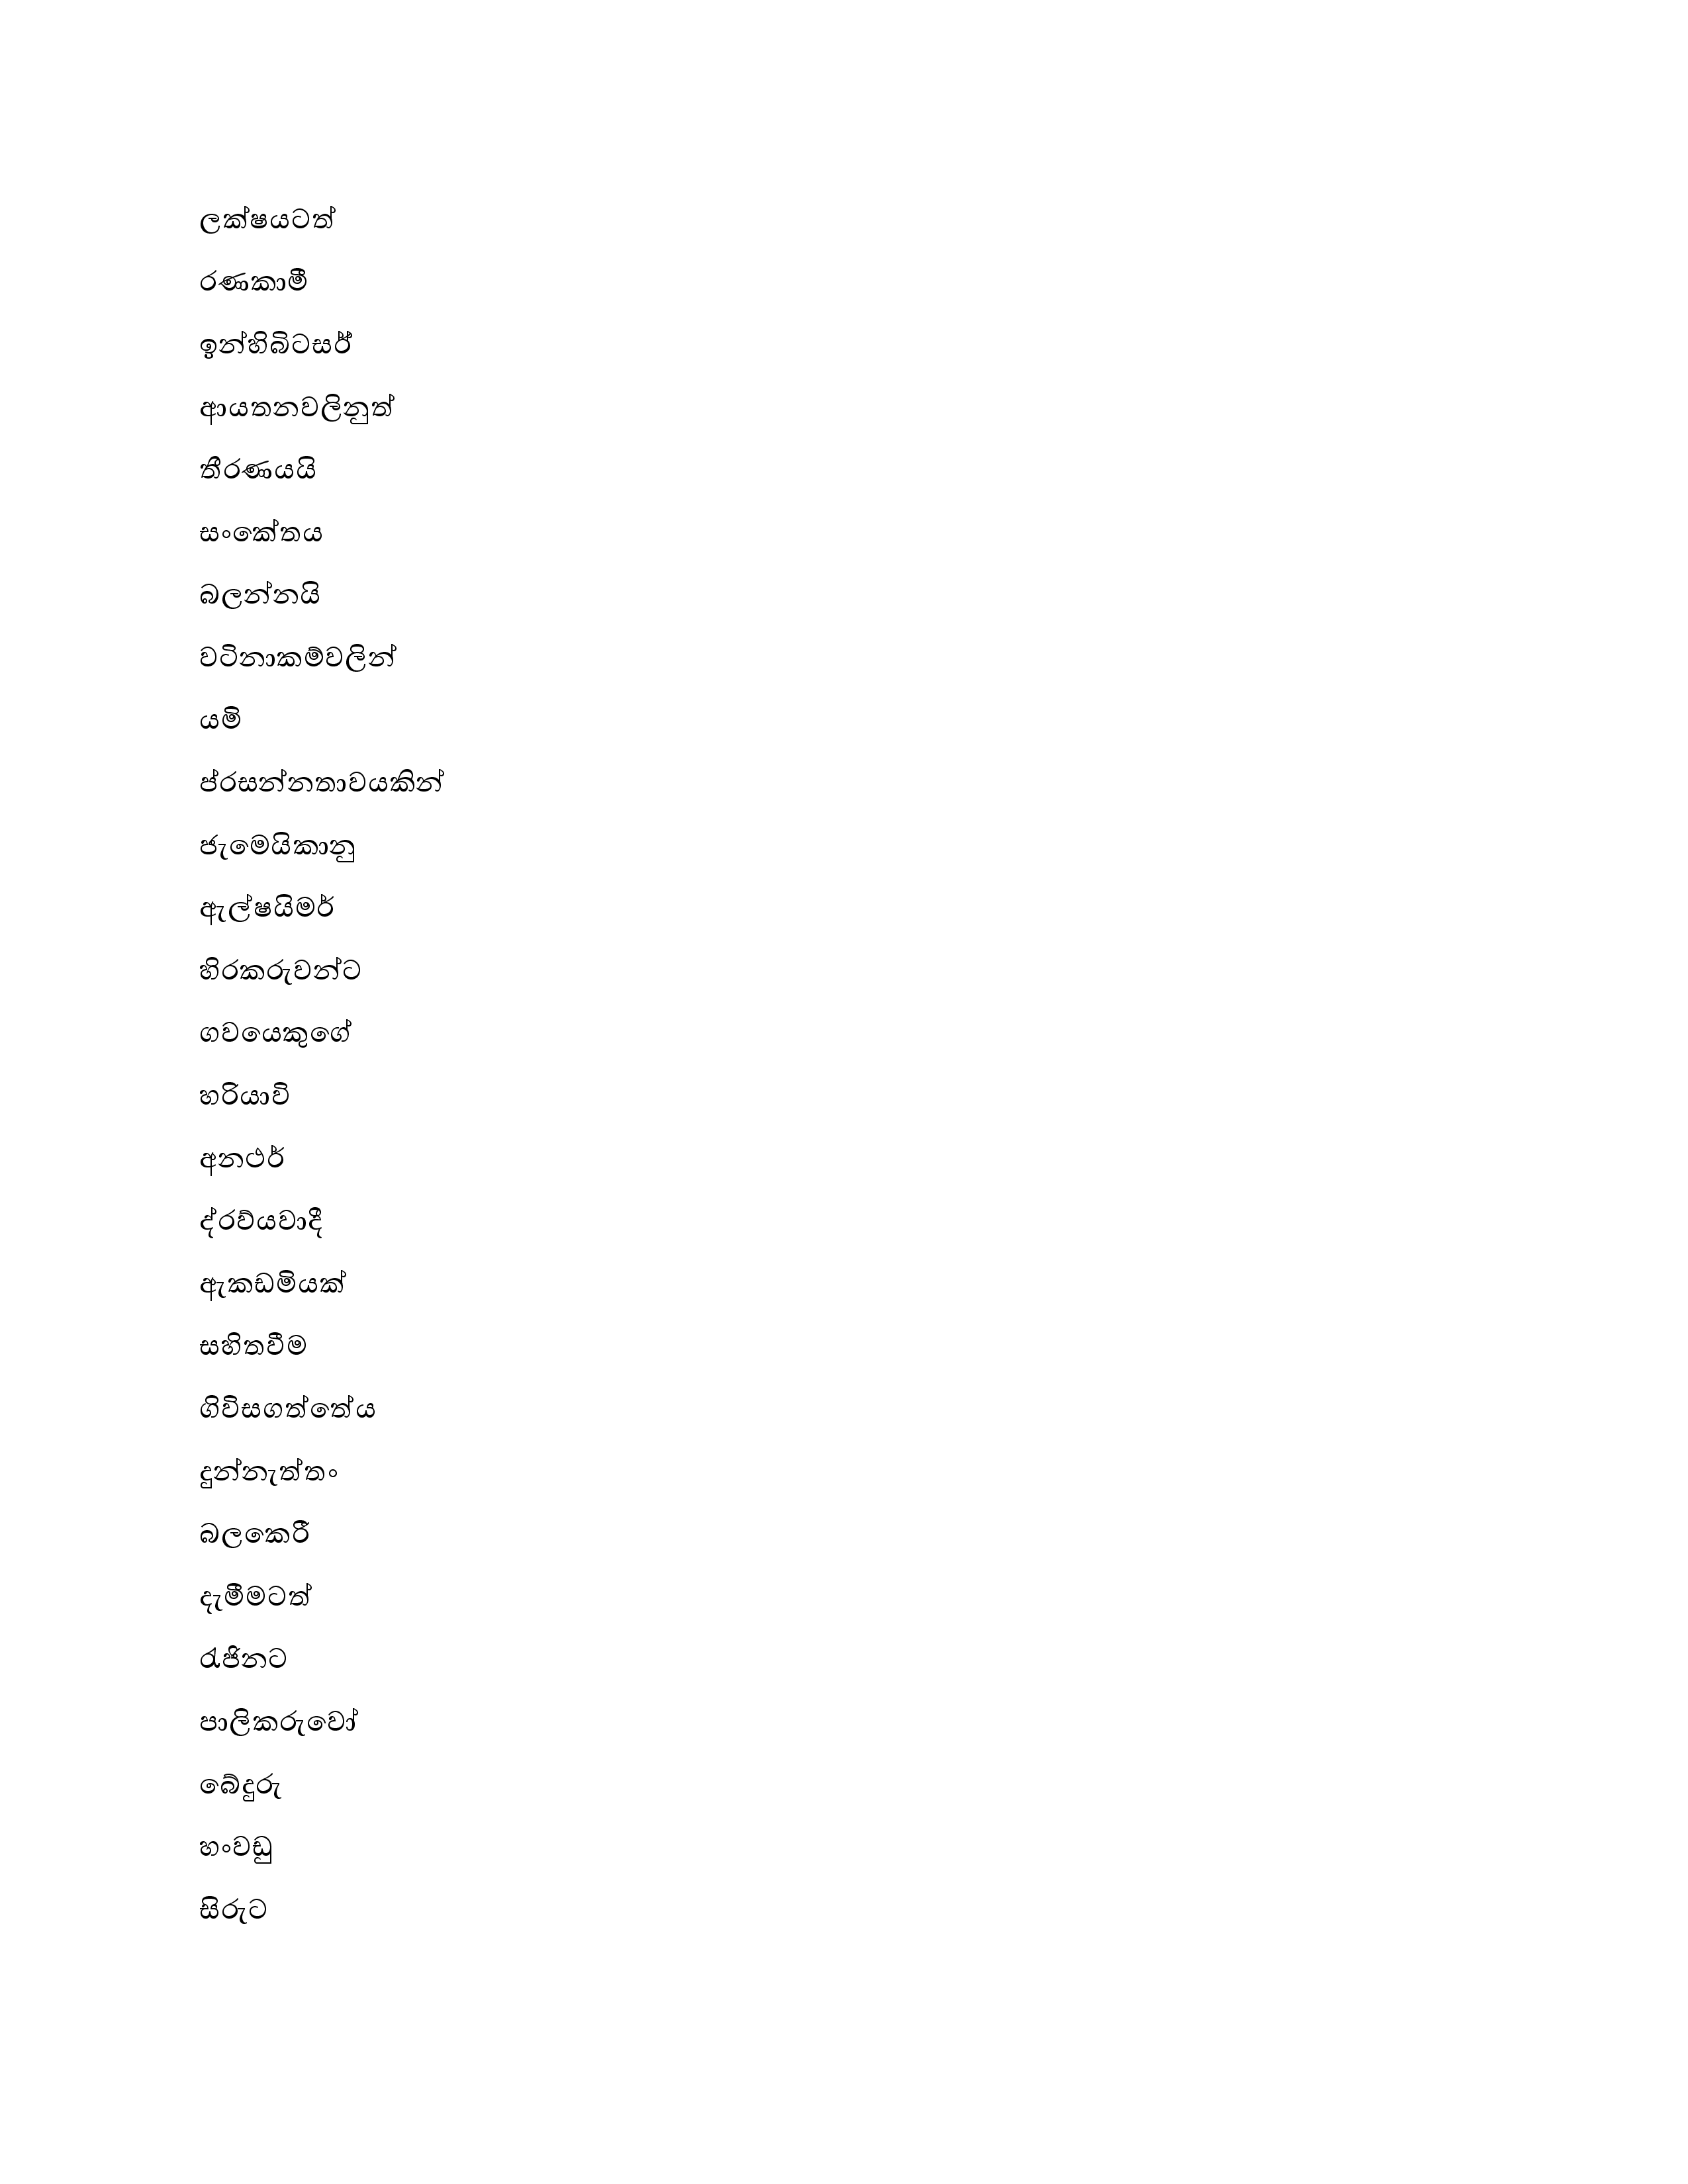 ලක්ෂයටත්
රණකාමී
ඉන්හිබිටසර්
ආයතනවලිනුත්
තීරණයයි
සංකේතය
බලන්නයි
වටිනාකම්වලින්
යමි
ප්රසන්නතාවයකින්
ජැමෙයිකානු
ඇල්ෂයිමර්
හිරකරුවන්ට
ගවයෙකුගේ
හරියාවි
අනථර්
ද්රව්යවාදී
ඇකඩමියක්
සහිතවීම
ගිවිසගත්තේය
දුන්නැත්තං
බලකෙරී
දැමීමටත්
රැජිනට
පාලිකරුවෝ
බේදුරු
හංවඩු
සිරුට